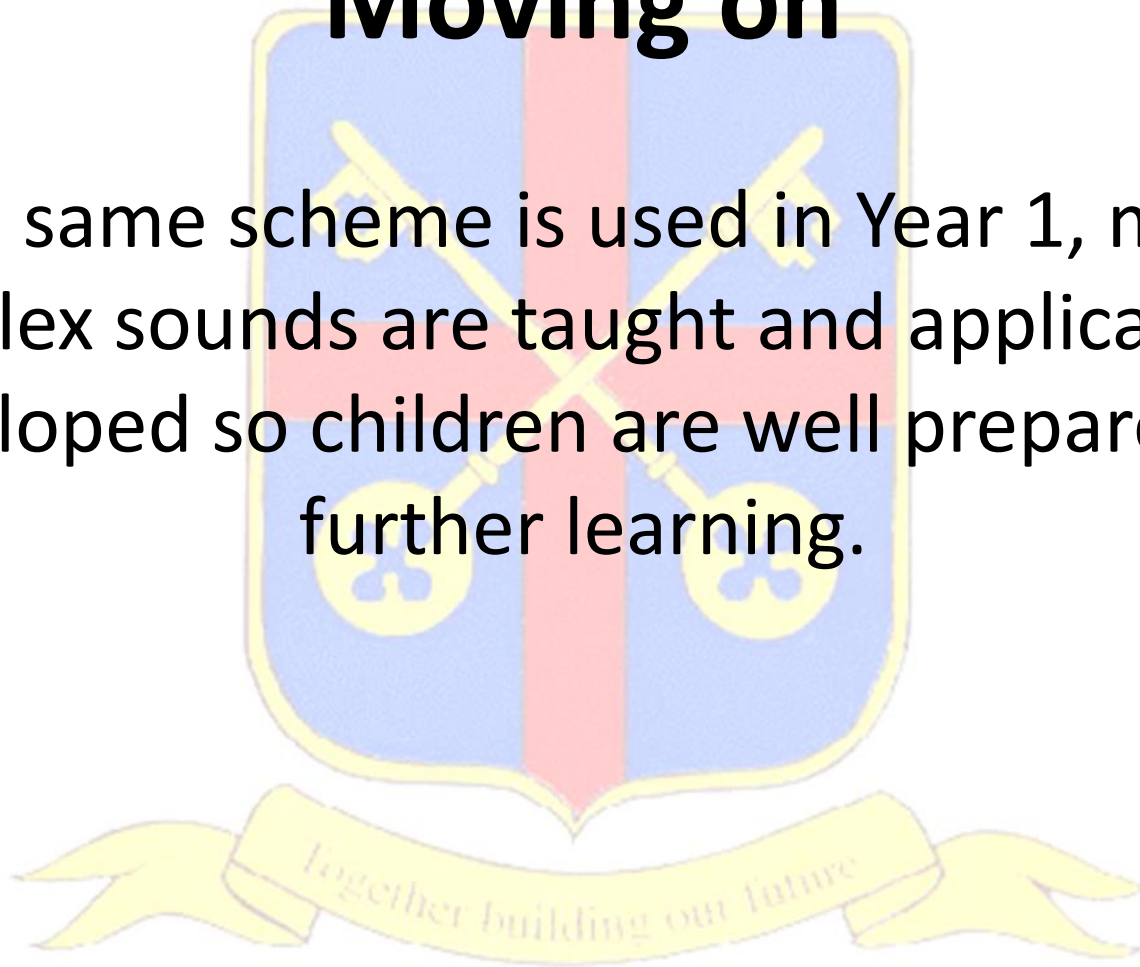 Moving on
same scheme is used in Year 1, m
lex sounds are taught and applica
loped so children are well prepare
further learning.
Together building our future